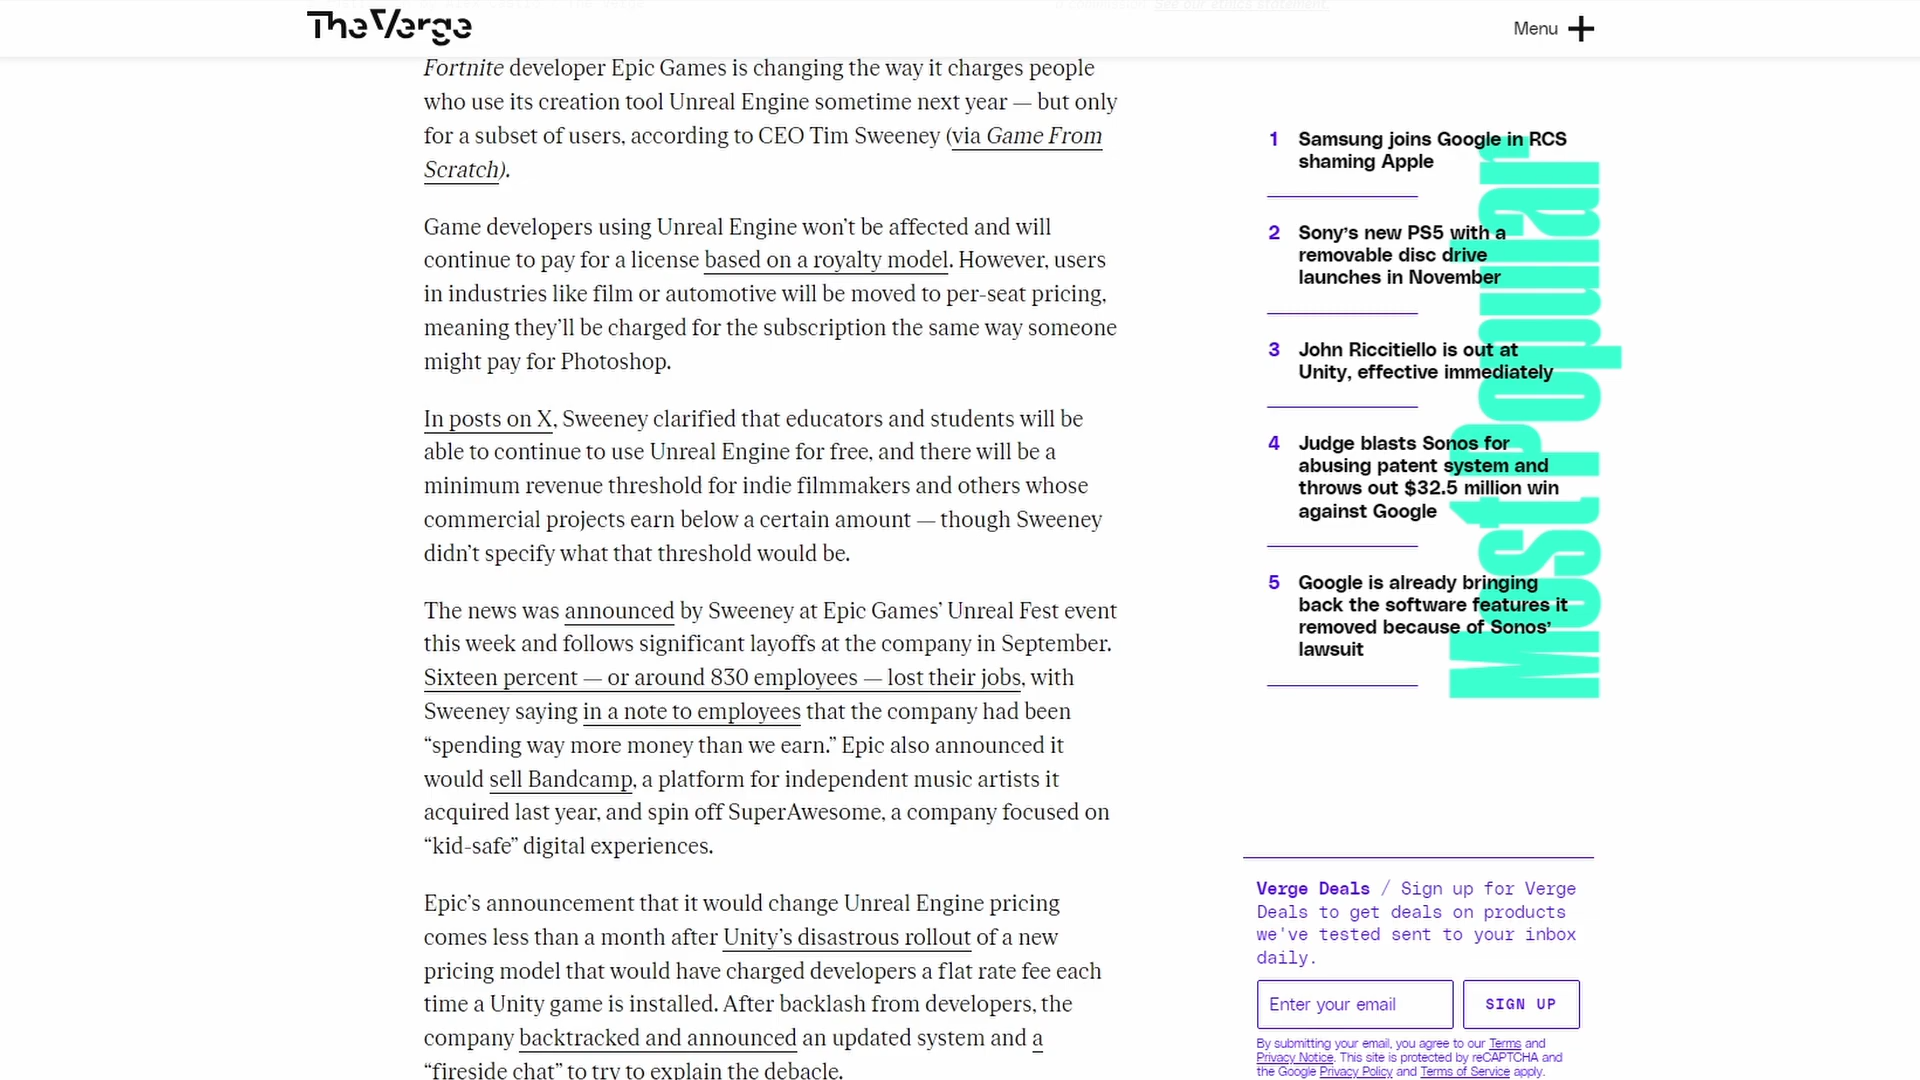 See our ethics statement.
TheVerge
Menu
Fortnite developer Epic Games is changing the way it charges people
who use its creation tool Unreal Engine sometime next year — but only
for a subset of users, according to CEO Tim Sweeney (via Game From
Scratch).
Game developers using Unreal Engine won’t be affected and will
continue to pay for a license based on a royalty model. However, users
in industries like film or automotive will be moved to per-seat pricing,
meaning they’ll be charged for the subscription the same way someone
might pay for Photoshop.
In posts on X, Sweeney clarified that educators and students will be
able to continue to use Unreal Engine for free, and there will be a
minimum revenue threshold for indie filmmakers and others whose
commercial projects earn below a certain amount — though Sweeney
didn’t specify what that threshold would be.
The news was announced by Sweeney at Epic Games’ Unreal Fest event
this week and follows significant layoffs at the company in September.
Sixteen percent — or around 830 employees — lost their jobs, with
Sweeney saying in a note to employees that the company had been
“spending way more money than we earn.” Epic also announced it
would sell Bandcamp, a platform for independent music artists it
acquired last year, and spin off SuperAwesome, a company focused on
“kid-safe” digital experiences.
Epic’s announcement that it would change Unreal Engine pricing
comes less than a month after Unity’s disastrous rollout of a new
pricing model that would have charged developers a flat rate fee each
time a Unity game is installed. After backlash from developers, the
company backtracked and announced an updated system and a
“fireside chat” to try to explain the debacle.
Most Popular
1 Samsung joins Google in RCS
shaming Apple
2 Sony’s new PS5 with a
removable disc drive
launches in November
3 John Riccitiello is out at
Unity, effective immediately
4 Judge blasts Sonos for
abusing patent system and
throws out $32.5 million win
against Google
5 Google is already bringing
back the software features it
removed because of Sonos’
lawsuit
Verge Deals / Sign up for Verge
Deals to get deals on products
we've tested sent to your inbox
daily.
Enter your email
SIGN UP
By submitting your email, you agree to our Terms and
Privacy Notice. This site is protected by reCAPTCHA and
the Google Privacy Policy and Terms of Service apply.